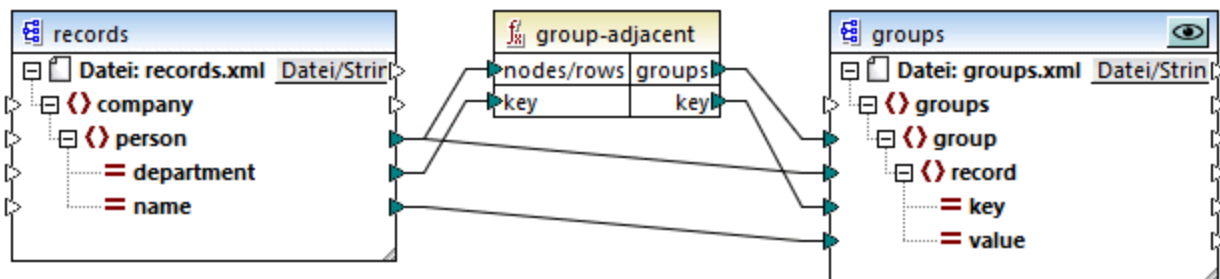 records
Datei: records.xml Datei/Strin
company
person
department
name
group-adjacent
nodes/rows groups
key key
groups
Datei: groups.xml Datei/Strin
groups
group
record
key
value